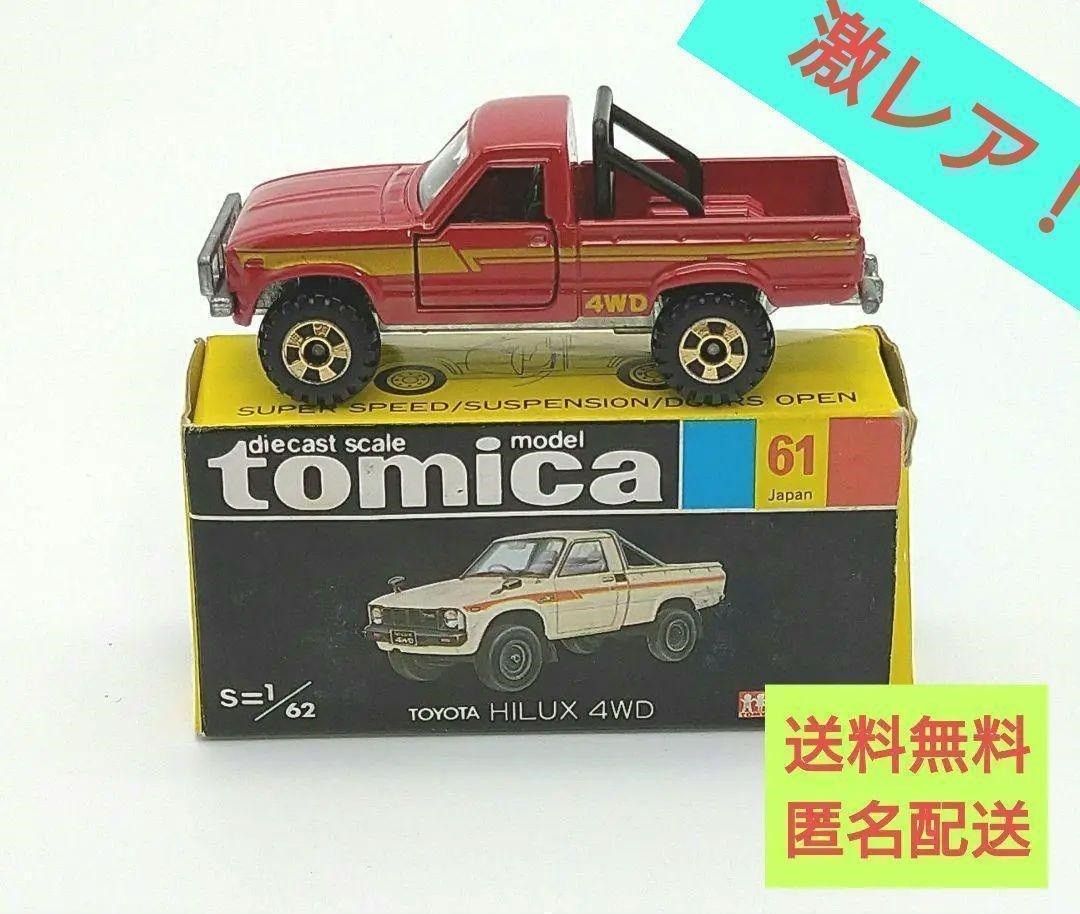 激レア！
4WD
SUPER SPEED/SUSPENSION/DOORS OPEN
diecast scale model
tomica
61
Japan
S=1/62
TOYOTA HILUX 4WD
TOMY
送料無料
匿名配送